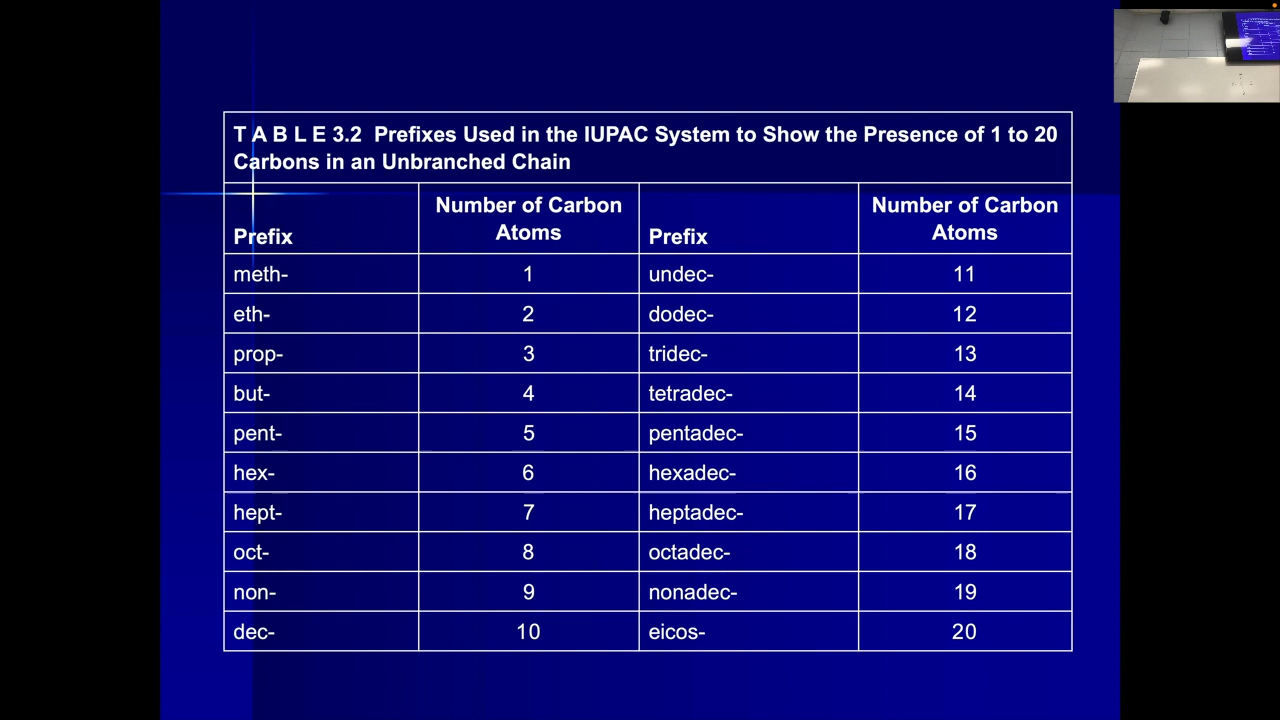 T A B L E 3.2 Prefixes Used in the IUPAC System to Show the Presence of 1 to 20
Carbons in an Unbranched Chain
Prefix Number of Carbon Atoms Prefix Number of Carbon Atoms
meth- 1 undec- 11
eth- 2 dodec- 12
prop- 3 tridec- 13
but- 4 tetradec- 14
pent- 5 pentadec- 15
hex- 6 hexadec- 16
hept- 7 heptadec- 17
oct- 8 octadec- 18
non- 9 nonadec- 19
dec- 10 eicos- 20